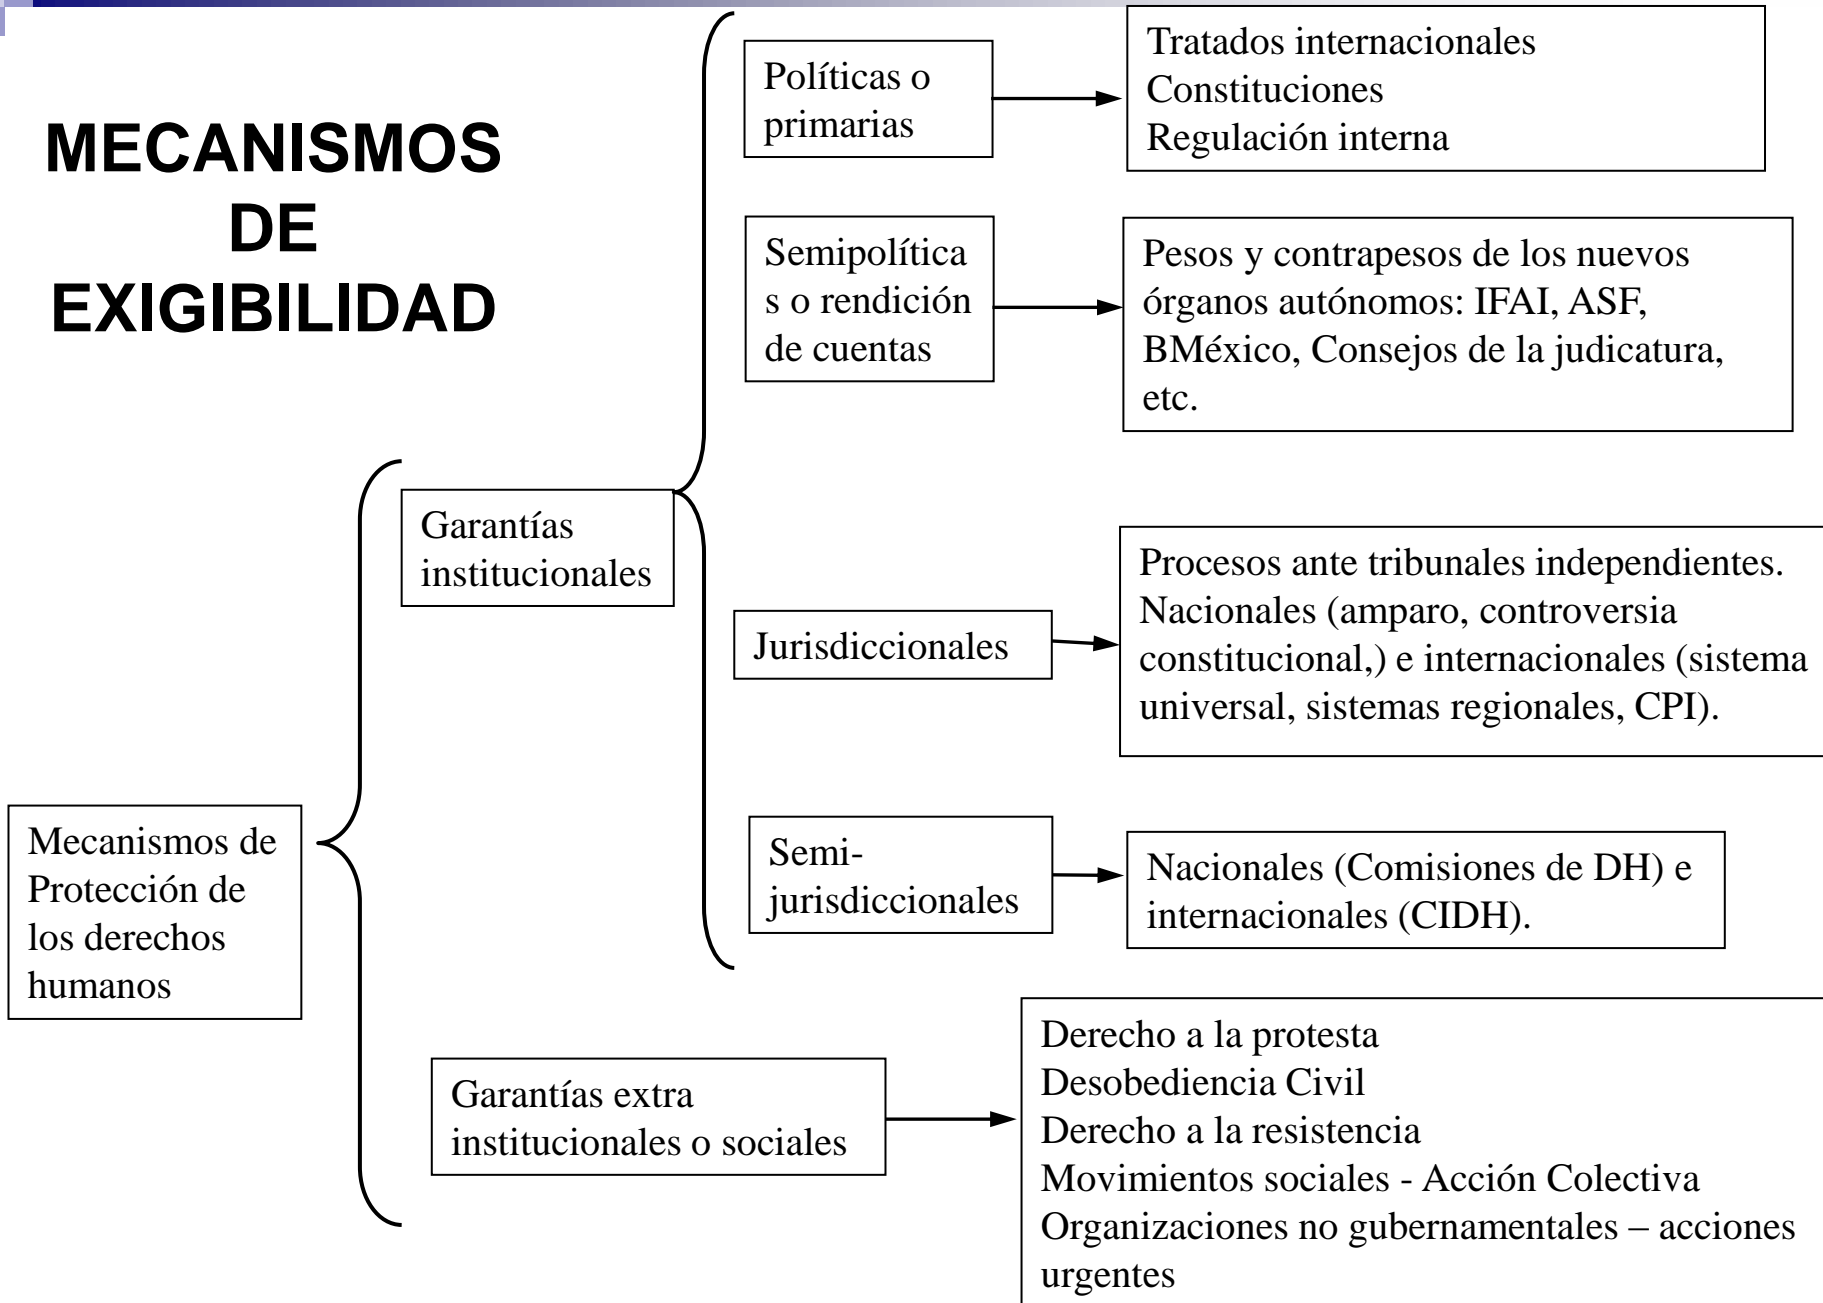 MECANISMOS
DE
EXIGIBILIDAD
Mecanismos de
Protección de
los derechos
humanos
Garantías
institucionales
Políticas o
primarias
Tratados internacionales
Constituciones
Regulación interna
Semipolítica
s o rendición
de cuentas
Pesos y contrapesos de los nuevos
órganos autónomos: IFAI, ASF,
BMéxico, Consejos de la judicatura,
etc.
Jurisdiccionales
Procesos ante tribunales independientes.
Nacionales (amparo, controversia
constitucional,) e internacionales (sistema
universal, sistemas regionales, CPI).
Semi-
jurisdiccionales
Nacionales (Comisiones de DH) e
internacionales (CIDH).
Garantías extra
institucionales o sociales
Derecho a la protesta
Desobediencia Civil
Derecho a la resistencia
Movimientos sociales - Acción Colectiva
Organizaciones no gubernamentales – acciones
urgentes